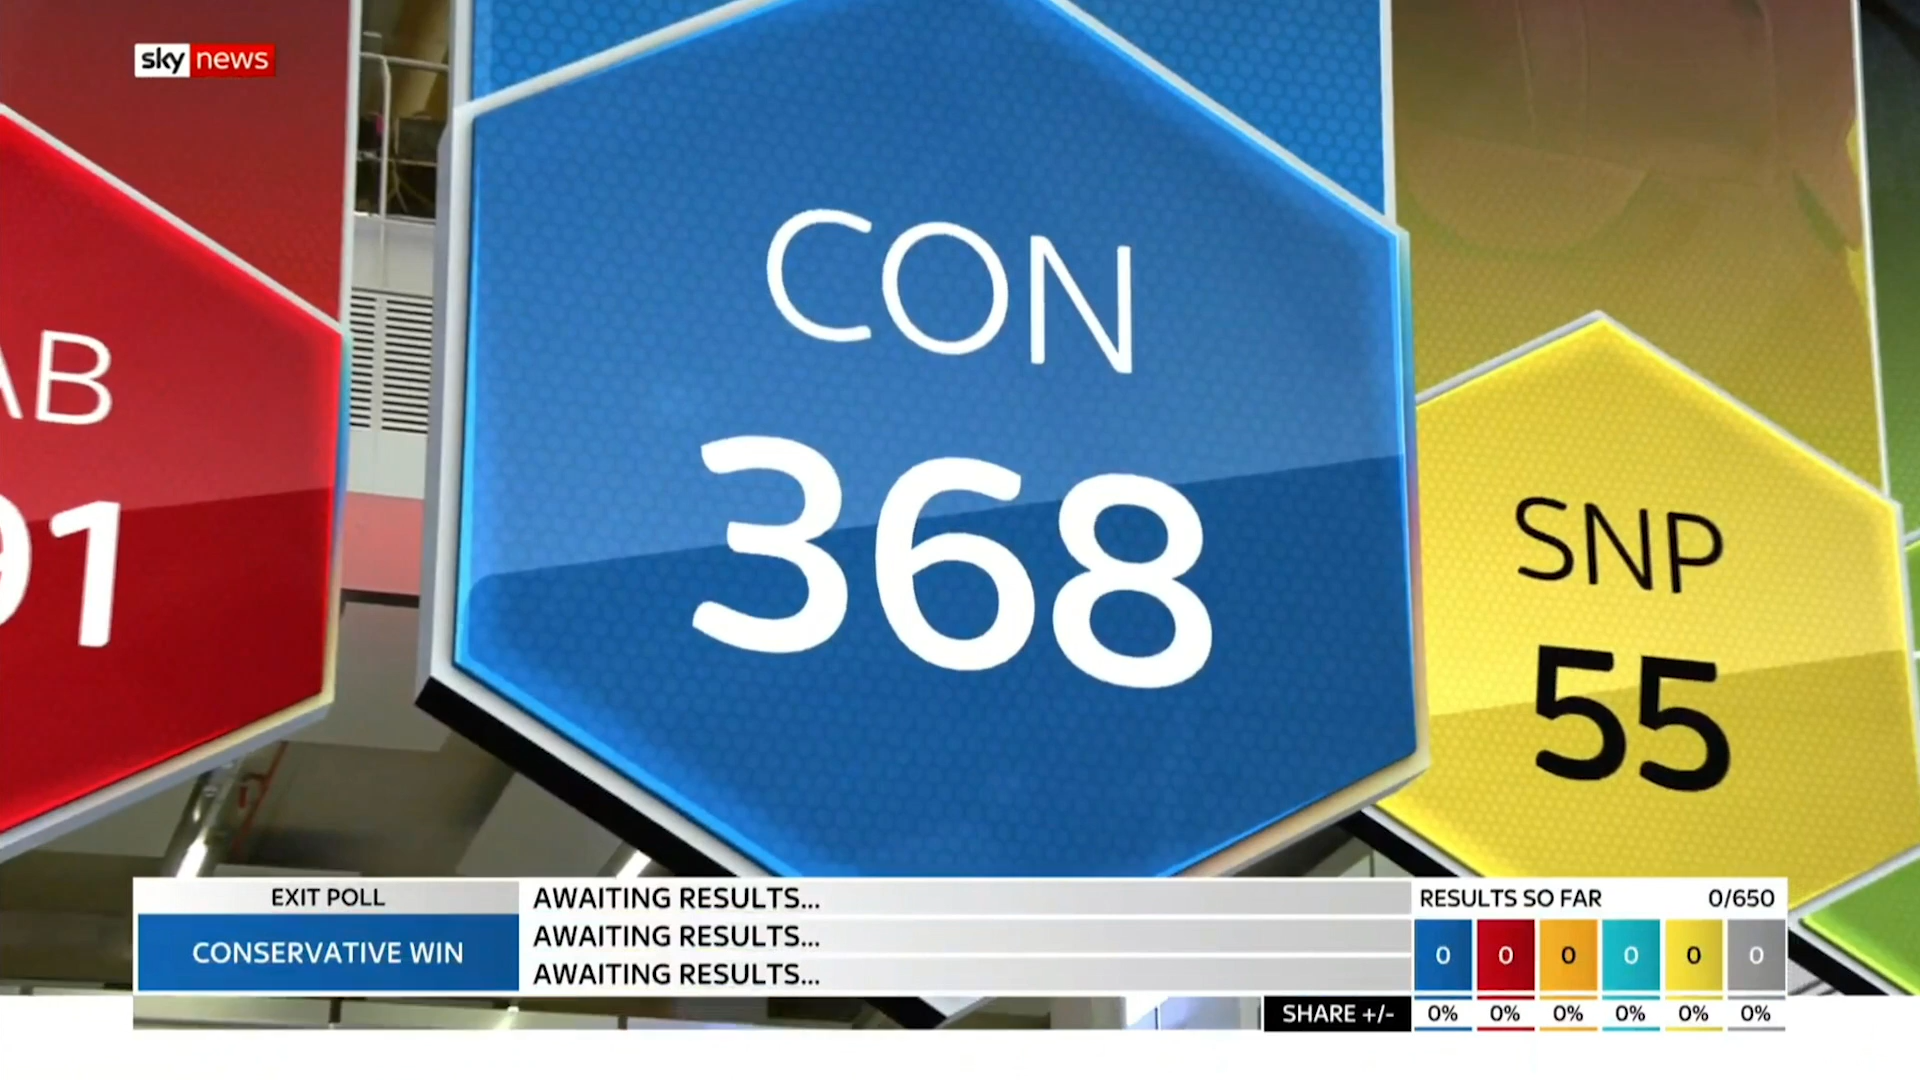 sky news
AB
91
CON
368
SNP
55
EXIT POLL
CONSERVATIVE WIN
AWAITING RESULTS...
AWAITING RESULTS...
AWAITING RESULTS...
RESULTS SO FAR 0/650
0 0 0 0 0 0
SHARE +/- 0% 0% 0% 0% 0% 0%